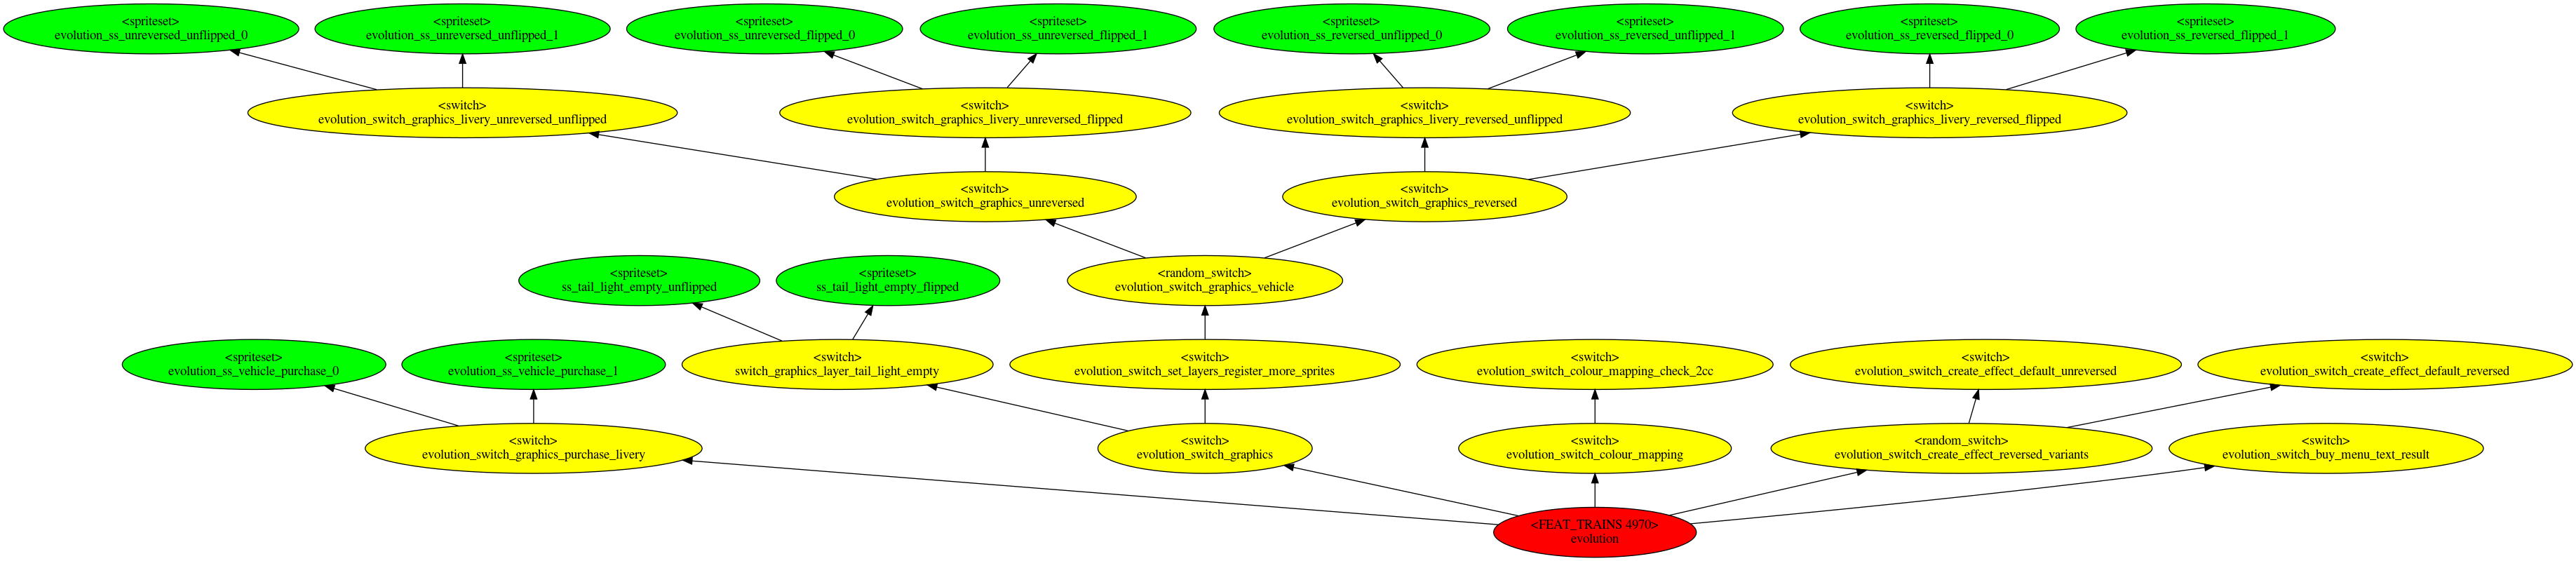 <spriteset>
evolution_ss_unreversed_unflipped_0
<spriteset>
evolution_ss_unreversed_unflipped_1
<spriteset>
evolution_ss_unreversed_flipped_0
<spriteset>
evolution_ss_unreversed_flipped_1
<spriteset>
evolution_ss_reversed_unflipped_0
<spriteset>
evolution_ss_reversed_unflipped_1
<spriteset>
evolution_ss_reversed_flipped_0
<spriteset>
evolution_ss_reversed_flipped_1
<switch>
evolution_switch_graphics_livery_unreversed_unflipped
<switch>
evolution_switch_graphics_livery_unreversed_flipped
<switch>
evolution_switch_graphics_livery_reversed_unflipped
<switch>
evolution_switch_graphics_livery_reversed_flipped
<switch>
evolution_switch_graphics_unreversed
<switch>
evolution_switch_graphics_reversed
<spriteset>
ss_tail_light_empty_unflipped
<spriteset>
ss_tail_light_empty_flipped
<random_switch>
evolution_switch_graphics_vehicle
<spriteset>
evolution_ss_vehicle_purchase_0
<spriteset>
evolution_ss_vehicle_purchase_1
<switch>
switch_graphics_layer_tail_light_empty
<switch>
evolution_switch_set_layers_register_more_sprites
<switch>
evolution_switch_colour_mapping_check_2cc
<switch>
evolution_switch_create_effect_default_unreversed
<switch>
evolution_switch_create_effect_default_reversed
<switch>
evolution_switch_graphics_purchase_livery
<switch>
evolution_switch_graphics
<switch>
evolution_switch_colour_mapping
<random_switch>
evolution_switch_create_effect_reversed_variants
<switch>
evolution_switch_buy_menu_text_result
<FEAT_TRAINS 4970>
evolution